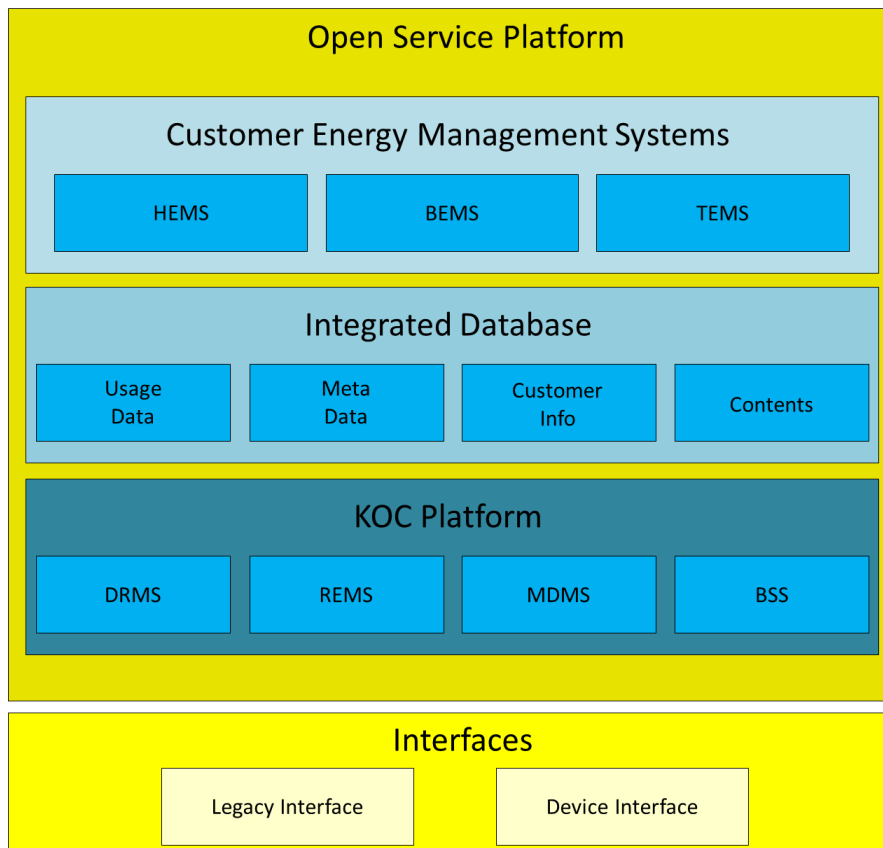 Open Service Platform
Customer Energy Management Systems
HEMS
BEMS
TEMS
Integrated Database
Usage
Data
Meta
Data
Customer
Info
Contents
KOC Platform
DRMS
REMS
MDMS
BSS
Interfaces
Legacy Interface
Device Interface